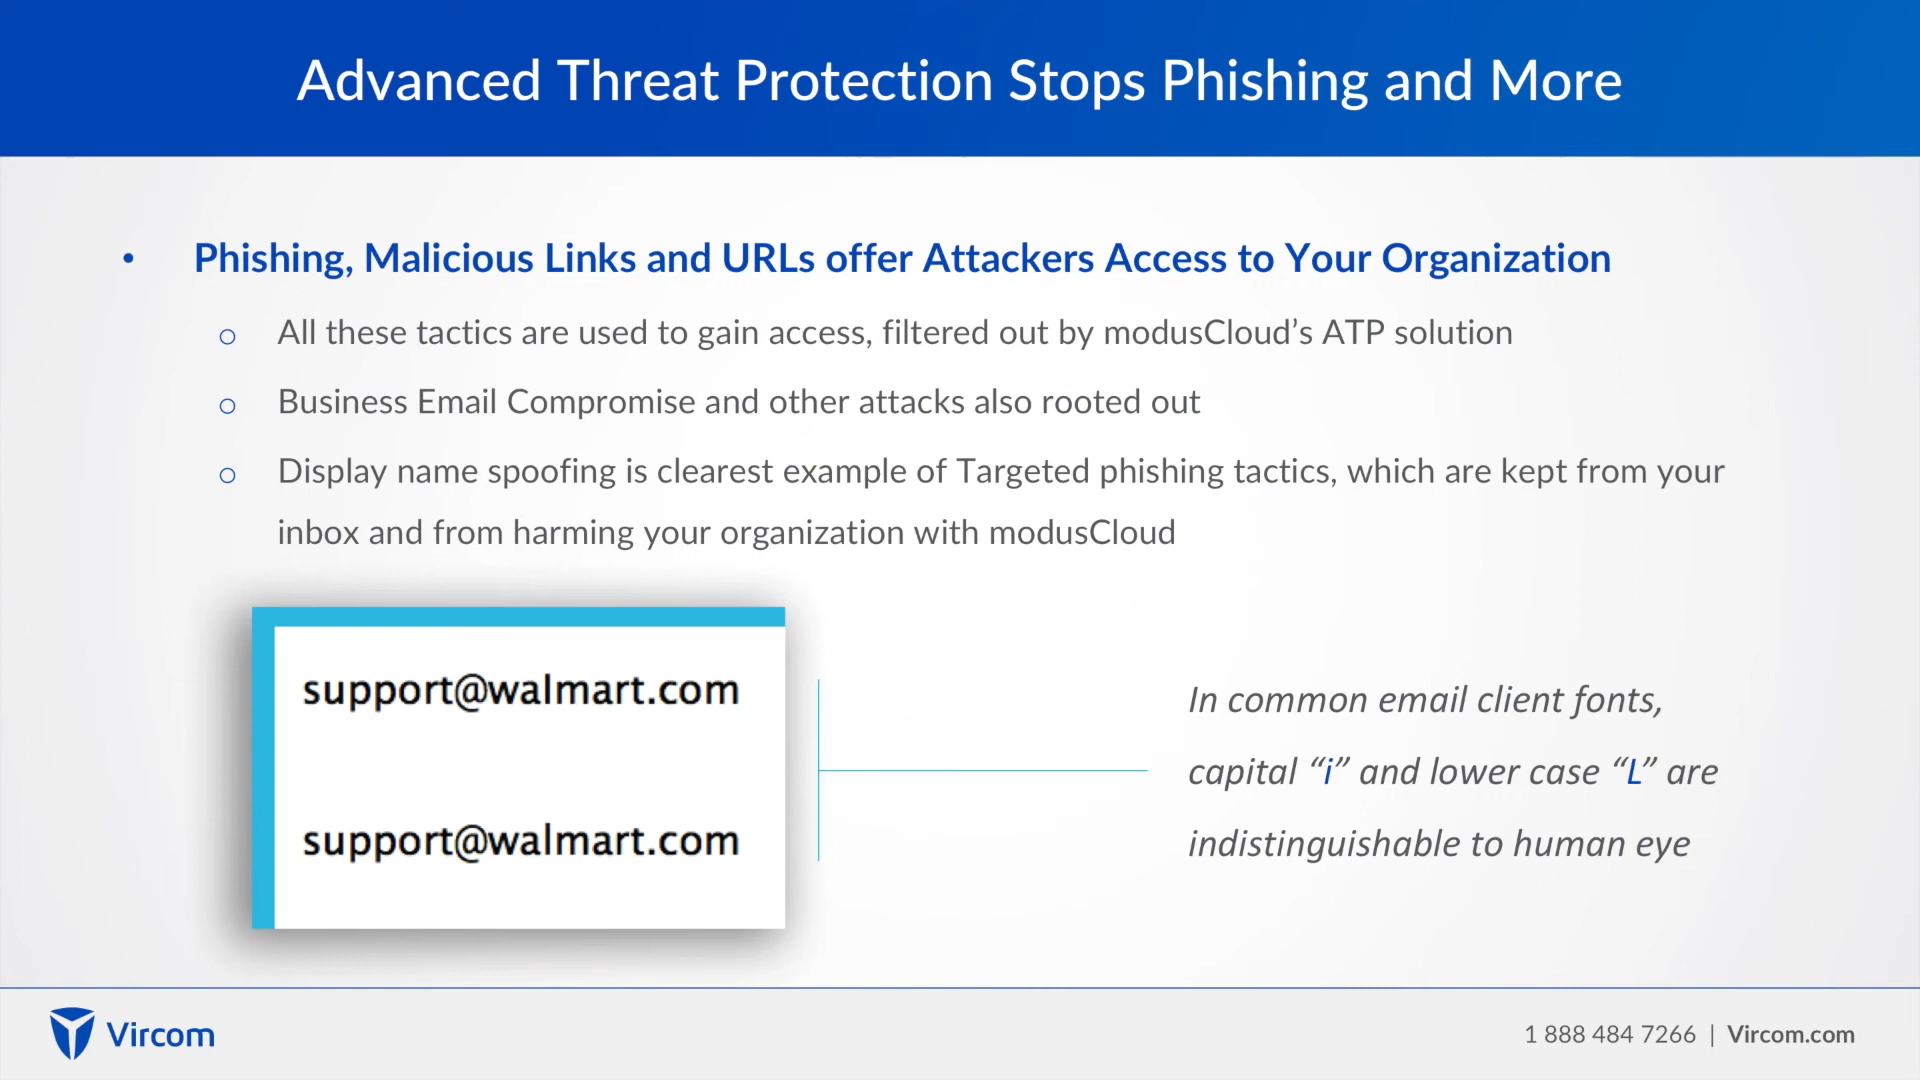 Advanced Threat Protection Stops Phishing and More
• Phishing, Malicious Links and URLs offer Attackers Access to Your Organization
○ All these tactics are used to gain access, filtered out by modusCloud’s ATP solution
○ Business Email Compromise and other attacks also rooted out
○ Display name spoofing is clearest example of Targeted phishing tactics, which are kept from your
inbox and from harming your organization with modusCloud
support@walmart.com
support@walmart.com
In common email client fonts,
capital “i” and lower case “L” are
indistinguishable to human eye
Vircom
1 888 484 7266 | Vircom.com